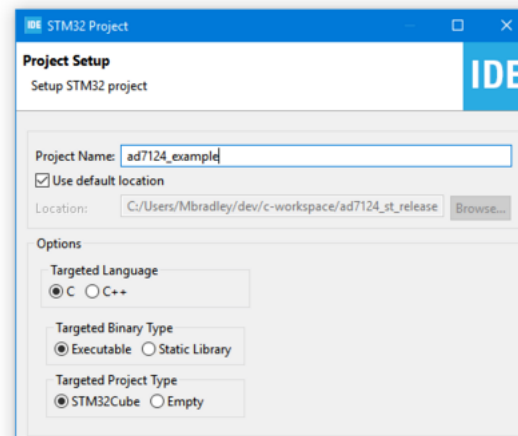 IDE STM32 Project
Project Setup
Setup STM32 project
IDE
Project Name: ad7124_example
Use default location
Location: C:/Users/Mbradley/dev/c-workspace/ad7124_st_release Browse...
Options
Targeted Language
C C++
Targeted Binary Type
Executable Static Library
Targeted Project Type
STM32Cube Empty